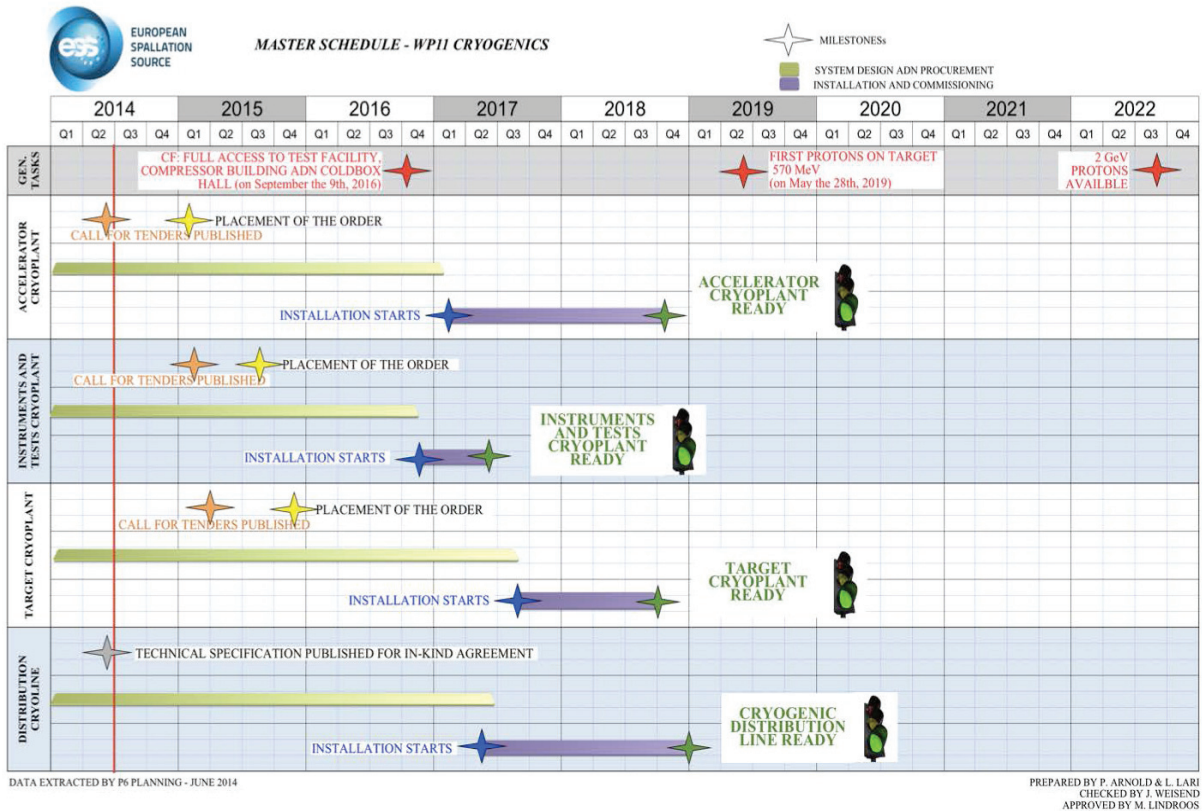 ess
EUROPEAN
SPALLATION
SOURCE
MASTER SCHEDULE - WP11 CRYOGENICS
MILESTONEs
SYSTEM DESIGN ADN PROCUREMENT
INSTALLATION AND COMMISSIONING
2014 2015 2016 2017 2018 2019 2020 2021 2022
Q1 Q2 Q3 Q4 Q1 Q2 Q3 Q4 Q1 Q2 Q3 Q4 Q1 Q2 Q3 Q4 Q1 Q2 Q3 Q4 Q1 Q2 Q3 Q4 Q1 Q2 Q3 Q4 Q1 Q2 Q3 Q4 Q1 Q2 Q3 Q4
GEN.
TASKS
CF: FULL ACCESS TO TEST FACILITY,
COMPRESSOR BUILDING ADN COLDBOX
HALL (on September the 9th, 2016)
FIRST PROTONS ON TARGET
570 MeV
(on May the 28th, 2019)
2 GeV
PROTONS
AVAILBLE
ACCELERATOR
CRYOPLANT
PLACEMENT OF THE ORDER
CALL FOR TENDERS PUBLISHED
INSTALLATION STARTS
ACCELERATOR
CRYOPLANT
READY
INSTRUMENTS AND
TESTS CRYOPLANT
PLACEMENT OF THE ORDER
CALL FOR TENDERS PUBLISHED
INSTALLATION STARTS
INSTRUMENTS
AND TESTS
CRYOPLANT
READY
TARGET CRYOPLANT
PLACEMENT OF THE ORDER
CALL FOR TENDERS PUBLISHED
INSTALLATION STARTS
TARGET
CRYOPLANT
READY
DISTRIBUTION
CRYOLINE
TECHNICAL SPECIFICATION PUBLISHED FOR IN-KIND AGREEMENT
INSTALLATION STARTS
CRYOGENIC
DISTRIBUTION
LINE READY
DATA EXTRACTED BY P6 PLANNING - JUNE 2014
PREPARED BY P. ARNOLD & L. LARI
CHECKED BY J. WEISEND
APPROVED BY M. LINDROOS